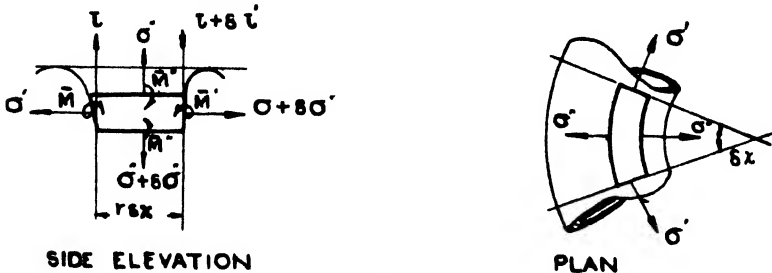 τ
τ+δτ'
σ"
M̄"
σ'
M̄'
M̄'
σ+δσ'
M̄"
σ"+δσ"
rδχ
SIDE ELEVATION
σ'
σ"
σ"
δχ
σ'
PLAN